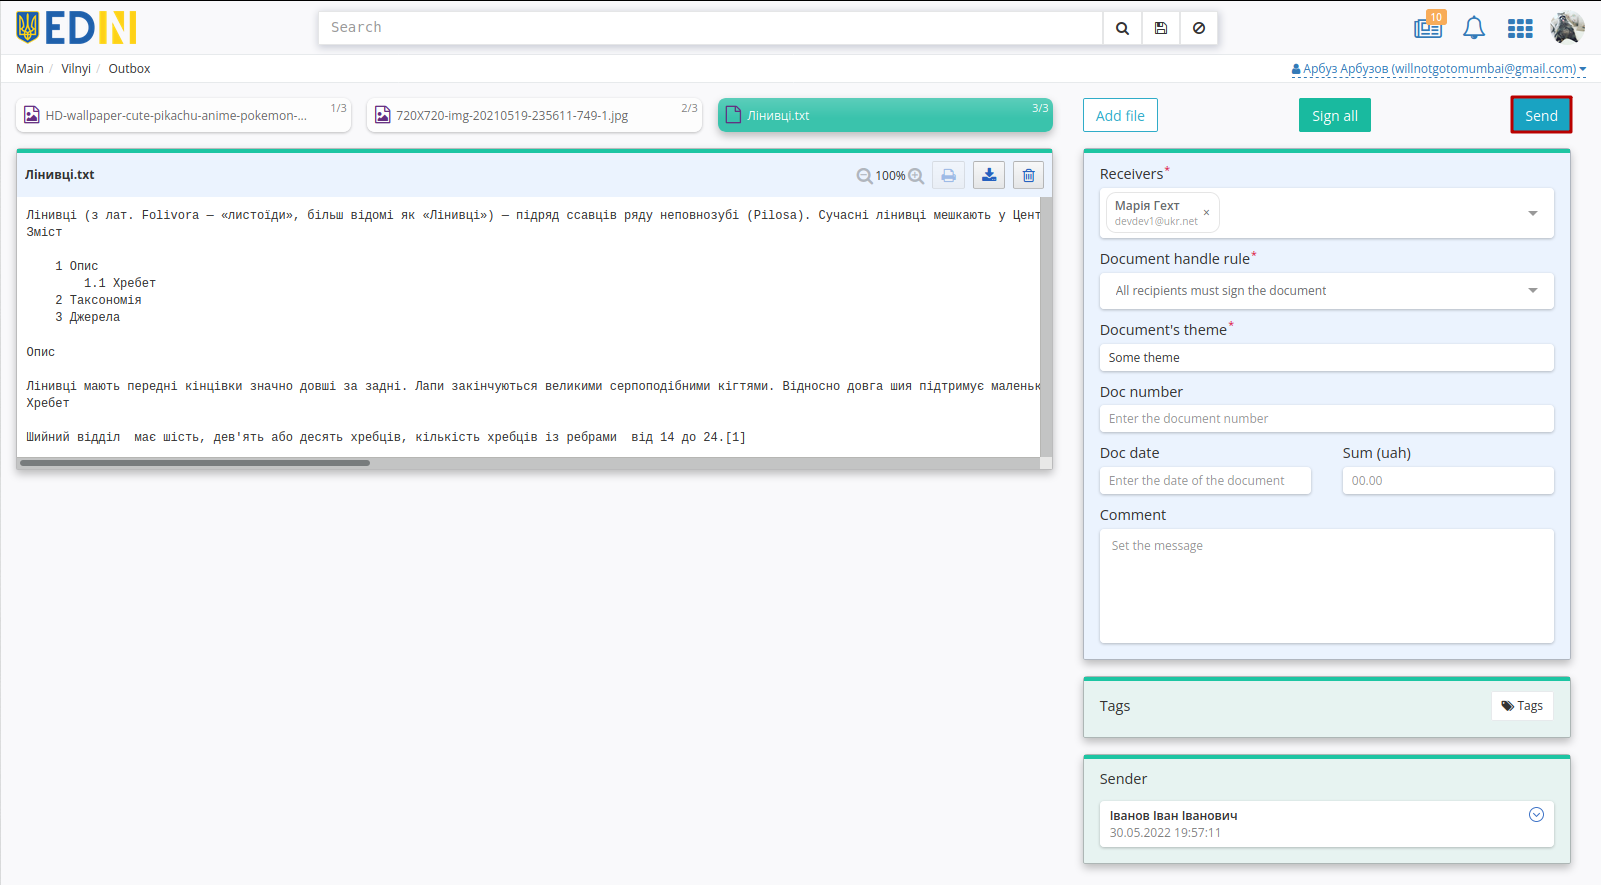 EDIN
Search
10
Main / Vilnyi / Outbox
Арбуз Арбузов (willnotgotomumbai@gmail.com)
HD-wallpaper-cute-pikachu-anime-pokemon-...
1/3
720X720-img-20210519-235611-749-1.jpg
2/3
Лінивці.txt
3/3
Add file
Sign all
Send
Лінивці.txt
100%
Лінивці (з лат. Folivora — «листоїди», більш відомі як «Лінивці») — підряд ссавців ряду неповнозубі (Pilosa). Сучасні лінивці мешкають у Цент
Зміст
1 Опис
1.1 Хребет
2 Таксономія
3 Джерела
Опис
Лінивці мають передні кінцівки значно довші за задні. Лапи закінчуються великими серпоподібними кігтями. Відносно довга шия підтримує маленьк
Хребет
Шийний відділ  має шість, дев'ять або десять хребців, кількість хребців із ребрами  від 14 до 24.[1]
Receivers*
Марія Гехт
devdev1@ukr.net
×
Document handle rule*
All recipients must sign the document
Document's theme*
Some theme
Doc number
Enter the document number
Doc date
Sum (uah)
Enter the date of the document
00.00
Comment
Set the message
Tags
Tags
Sender
Іванов Іван Іванович
30.05.2022 19:57:11